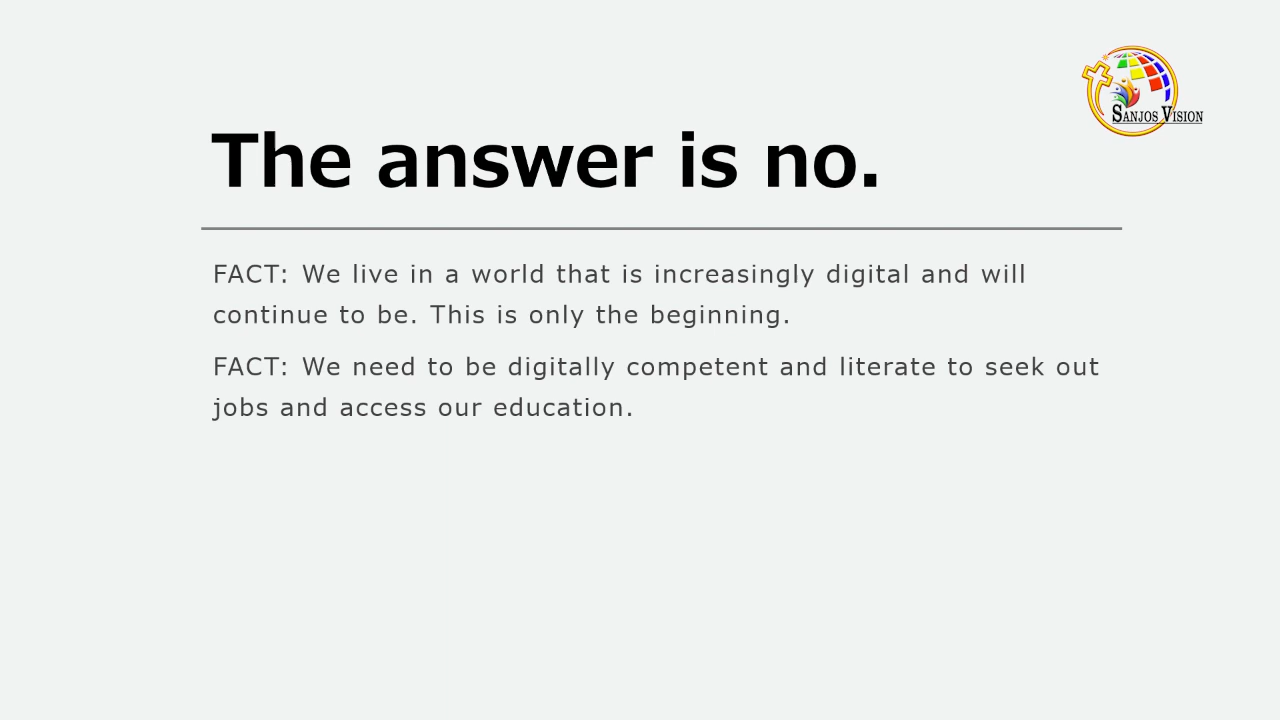 SANJOS VISION
The answer is no.
FACT: We live in a world that is increasingly digital and will
continue to be. This is only the beginning.
FACT: We need to be digitally competent and literate to seek out
jobs and access our education.